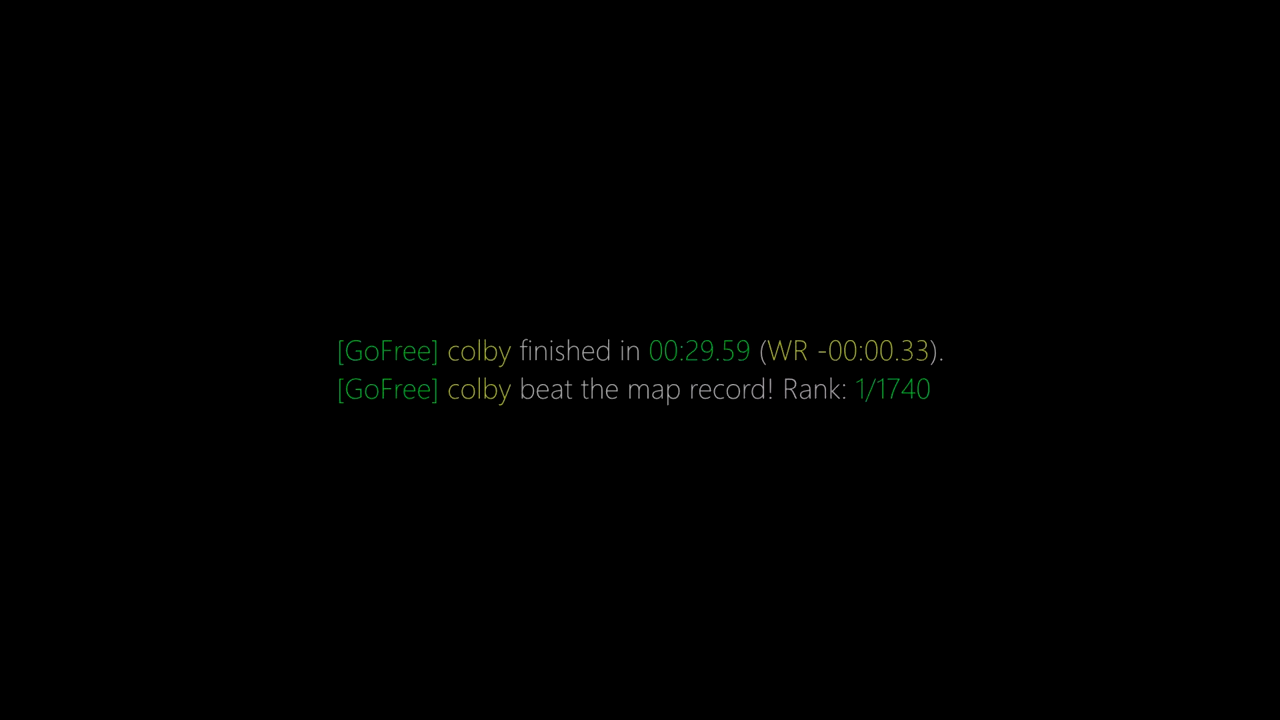 [GoFree] colby finished in 00:29.59 (WR -00:00.33).
[GoFree] colby beat the map record! Rank: 1/1740